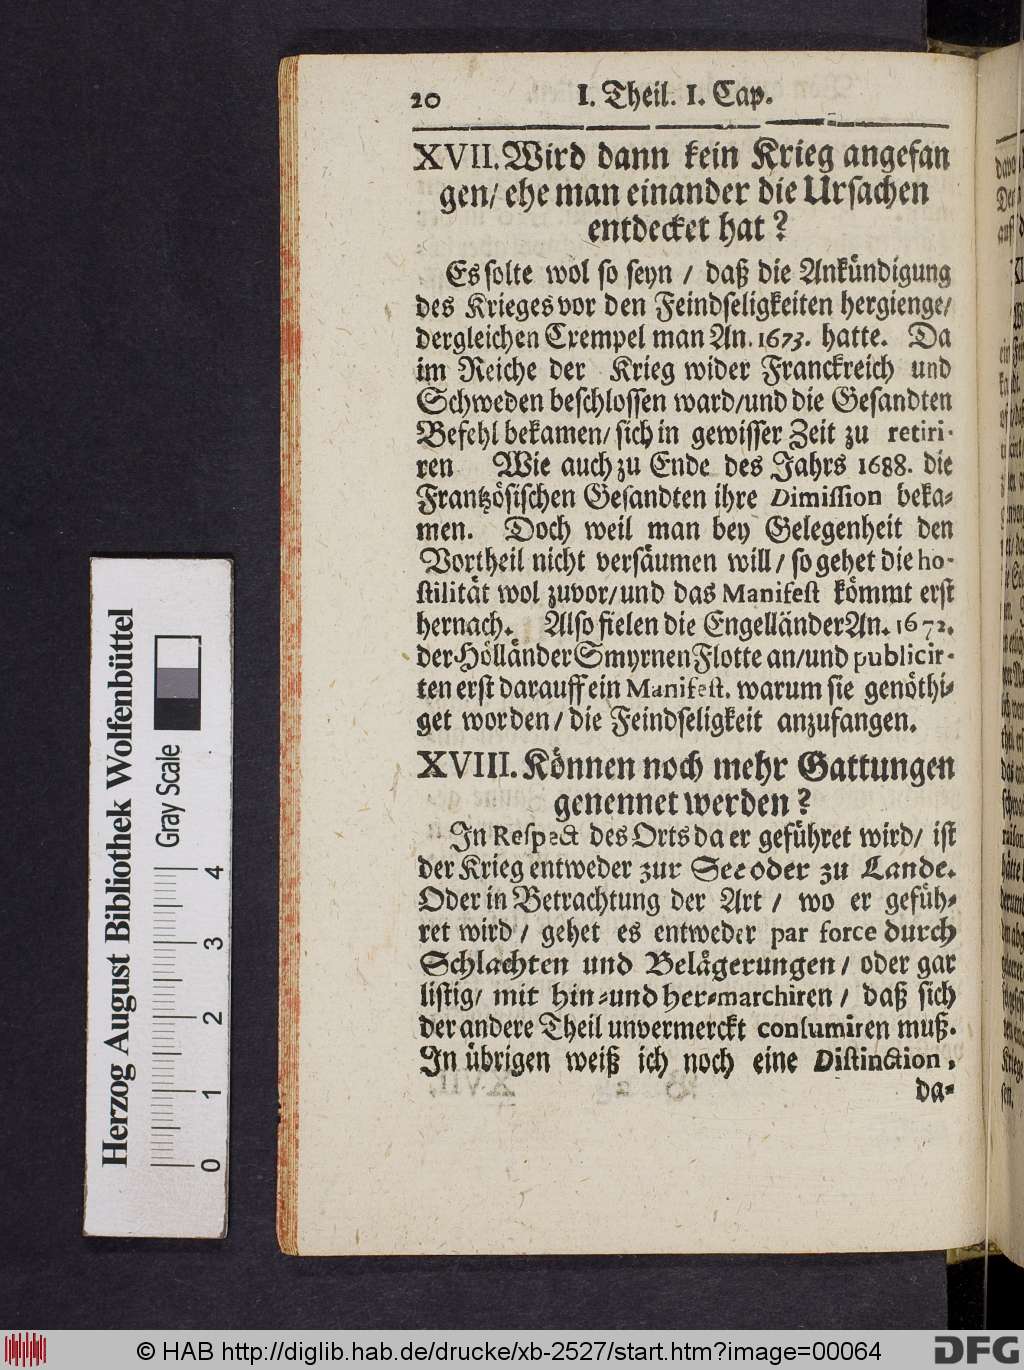 20 I. Theil. I. Cap.
XVII. Wird dann kein Krieg angefan
gen/ ehe man einander die Ursachen
entdecket hat?
Es solte wol so seyn / daß die Ankündigung
des Krieges vor den Feindseligkeiten hergienge/
dergleichen Exempel man An. 1673. hatte. Da
im Reiche der Krieg wider Franckreich und
Schweden beschlossen ward/und die Gesandten
Befehl bekamen/ sich in gewisser Zeit zu retiri-
ren Wie auch zu Ende des Jahrs 1688. die
Frantzösischen Gesandten ihre Dimission beka-
men. Doch weil man bey Gelegenheit den
Vortheil nicht versäumen will / so gehet die ho-
stilität wol zuvor/und das Manifest kömmt erst
hernach. Also fielen die Engelländer An. 1672.
der Holländer Smyrnen Flotte an/und publicir-
ten erst darauff ein Manifest, warum sie genöthi-
get worden / die Feindseligkeit anzufangen.
XVIII. Können noch mehr Gattungen
genennet werden?
In Respect des Orts da er geführet wird/ ist
der Krieg entweder zur See oder zu Lande.
Oder in Betrachtung der Art / wo er gefüh-
ret wird / gehet es entweder par force durch
Schlachten und Belägerungen / oder gar
listig/ mit hin-und her-marchiren / daß sich
der andere Theil unvermerckt consumiren muß.
In übrigen weiß ich noch eine Distinction,
da-
Herzog August Bibliothek Wolfenbüttel
Gray Scale
0 1 2 3 4
© HAB http://diglib.hab.de/drucke/xb-2527/start.htm?image=00064
DFG